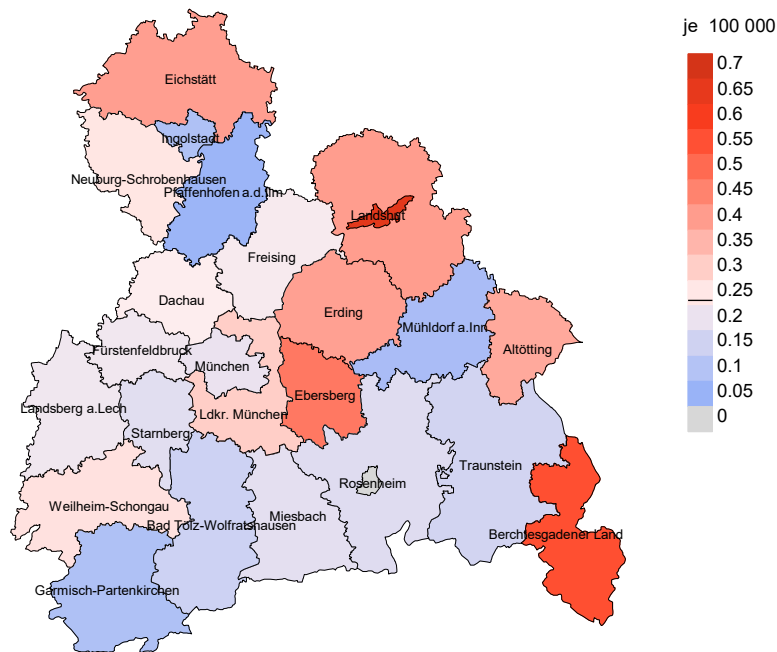 je 100 000
0.7
0.65
0.6
0.55
0.5
0.45
0.4
0.35
0.3
0.25
0.2
0.15
0.1
0.05
0
Eichstätt
Ingolstadt
Neuburg-Schrobenhausen
Pfaffenhofen a.d.Ilm
Landshut
Freising
Dachau
Erding
Mühldorf a.Inn
Altötting
Fürstenfeldbruck
München
Ebersberg
Landsberg a.Lech
Ldkr. München
Starnberg
Traunstein
Rosenheim
Weilheim-Schongau
Miesbach
Bad Tölz-Wolfratshausen
Berchtesgadener Land
Garmisch-Partenkirchen